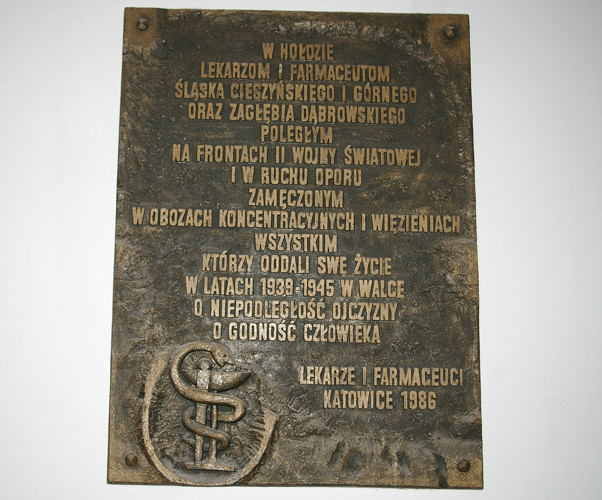 W HOŁDZIE
LEKARZOM I FARMACEUTOM
ŚLĄSKA CIESZYŃSKIEGO I GÓRNEGO
ORAZ ZAGŁĘBIA DĄBROWSKIEGO
POLEGŁYM
NA FRONTACH II WOJNY ŚWIATOWEJ
I W RUCHU OPORU
ZAMĘCZONYM
W OBOZACH KONCENTRACYJNYCH I WIĘZIENIACH
WSZYSTKIM
KTÓRZY ODDALI SWE ŻYCIE
W LATACH 1939-1945 W WALCE
O NIEPODLEGŁOŚĆ OJCZYZNY
O GODNOŚĆ CZŁOWIEKA
LEKARZE I FARMACEUCI
KATOWICE 1986